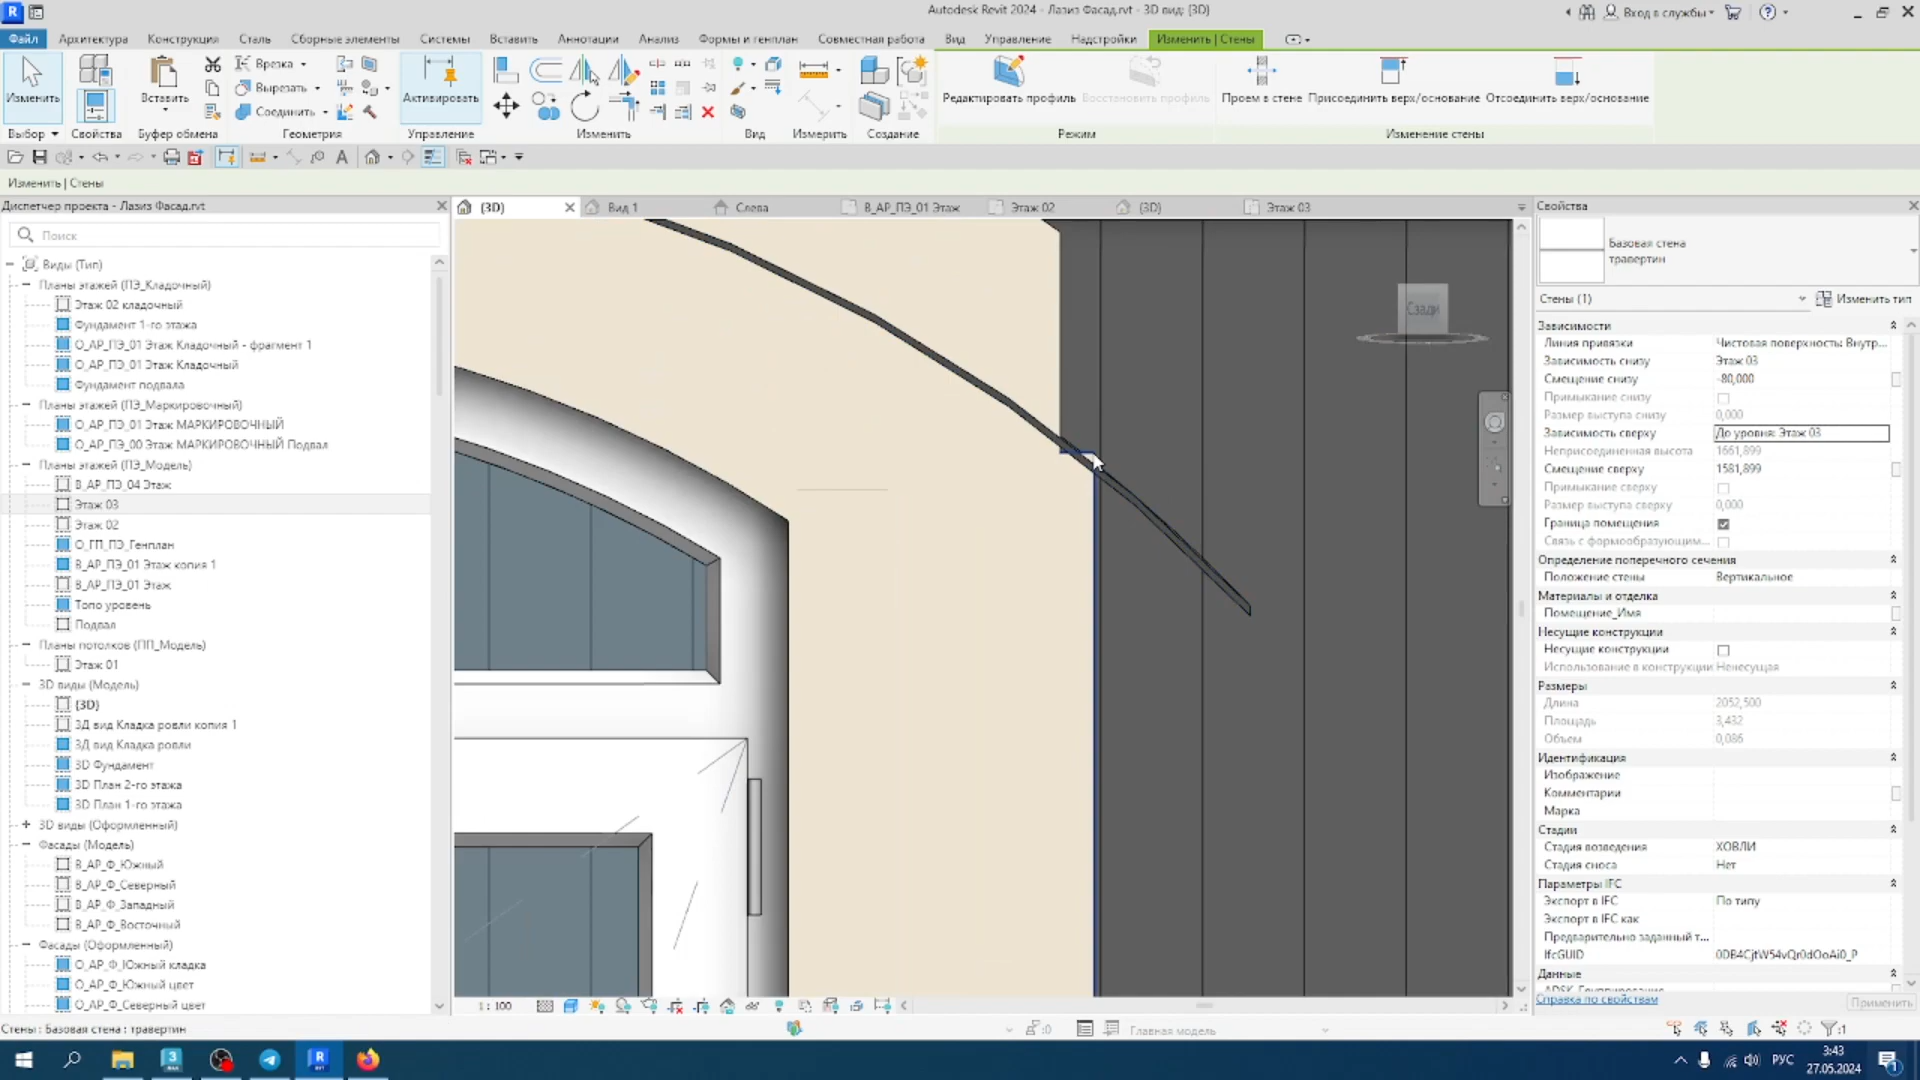 Autodesk Revit 2024 - Лазиз Фасад.rvt - 3D вид: {3D}
Вход в службы
Файл Архитектура Конструкция Сталь Сборные элементы Системы Вставить Аннотации Анализ Формы и генплан Совместная работа Вид Управление Надстройки Изменить | Стены
Изменить
Вставить
Врезка
Вырезать
Соединить
Активировать
Редактировать профиль
Восстановить профиль
Проем в стене
Присоединить верх/основание
Отсоединить верх/основание
Выбор Свойства Буфер обмена Геометрия Управление Изменить Вид Измерить Создание Режим Изменение стены
Изменить | Стены
Диспетчер проекта - Лазиз Фасад.rvt
{3D} Вид 1 Слева В_АР_ПЭ_01 Этаж Этаж 02 {3D} Этаж 03
Поиск
Виды (Тип)
Планы этажей (ПЭ_Кладочный)
Этаж 02 кладочный
Фундамент 1-го этажа
О_АР_ПЭ_01 Этаж Кладочный - фрагмент 1
О_АР_ПЭ_01 Этаж Кладочный
Фундамент подвала
Планы этажей (ПЭ_Маркировочный)
О_АР_ПЭ_01 Этаж МАРКИРОВОЧНЫЙ
О_АР_ПЭ_00 Этаж МАРКИРОВОЧНЫЙ Подвал
Планы этажей (ПЭ_Модель)
В_АР_ПЭ_04 Этаж
Этаж 03
Этаж 02
О_ГП_ПЭ_Генплан
В_АР_ПЭ_01 Этаж копия 1
В_АР_ПЭ_01 Этаж
Топо уровень
Подвал
Планы потолков (ПП_Модель)
Этаж 01
3D виды (Модель)
{3D}
3Д вид Кладка ровли копия 1
3Д вид Кладка ровли
3D Фундамент
3D План 2-го этажа
3D План 1-го этажа
3D виды (Оформленный)
Фасады (Модель)
В_АР_Ф_Южный
В_АР_Ф_Северный
В_АР_Ф_Западный
В_АР_Ф_Восточный
Фасады (Оформленный)
О_АР_Ф_Южный кладка
О_АР_Ф_Южный цвет
О_АР_Ф_Северный цвет
Сзади
1 : 100
Свойства
Базовая стена
травертин
Стены (1)
Изменить тип
Зависимости
Линия привязки Чистовая поверхность: Внутр...
Зависимость снизу Этаж 03
Смещение снизу -80,000
Примыкание снизу
Размер выступа снизу 0,000
Зависимость сверху До уровня: Этаж 03
Неприсоединенная высота 1661,899
Смещение сверху 1581,899
Примыкание сверху
Размер выступа сверху 0,000
Граница помещения
Связь с формообразующим...
Определение поперечного сечения
Положение стены Вертикальное
Материалы и отделка
Помещение_Имя
Несущие конструкции
Несущие конструкции
Использование в конструкции Ненесущая
Размеры
Длина 2052,500
Площадь 3,432
Объем 0,086
Идентификация
Изображение
Комментарии
Марка
Стадии
Стадия возведения ХОВЛИ
Стадия сноса Нет
Параметры IFC
Экспорт в IFC По типу
Экспорт в IFC как
Предварительно заданный т...
IfcGUID 0DB4CjtW54vQr0dOoAi0_P
Данные
Справка по свойствам
Применить
Стены : Базовая стена : травертин
:0
Главная модель
:1
РУС
3:43
27.05.2024